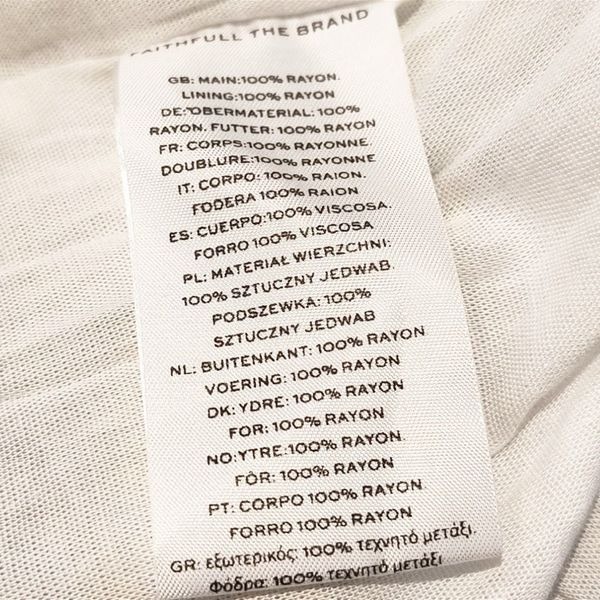 FAITHFULL THE BRAND
GB: MAIN:100% RAYON.
LINING:100% RAYON
DE:OBERMATERIAL: 100%
RAYON. FUTTER: 100% RAYON
FR: CORPS:100% RAYONNE.
DOUBLURE:100% RAYONNE
IT: CORPO: 100% RAION.
FODERA 100% RAION
ES: CUERPO:100% VISCOSA.
FORRO 100% VISCOSA
PL: MATERIAŁ WIERZCHNI:
100% SZTUCZNY JEDWAB.
PODSZEWKA: 100%
SZTUCZNY JEDWAB
NL: BUITENKANT: 100% RAYON
VOERING: 100% RAYON
DK: YDRE: 100% RAYON
FOR: 100% RAYON
NO:YTRE: 100% RAYON.
FÔR: 100% RAYON
PT: CORPO 100% RAYON
FORRO 100% RAYON
GR: εξωτερικός: 100% τεχνητό μετάξι.
Φόδρα: 100% τεχνητό μετάξι